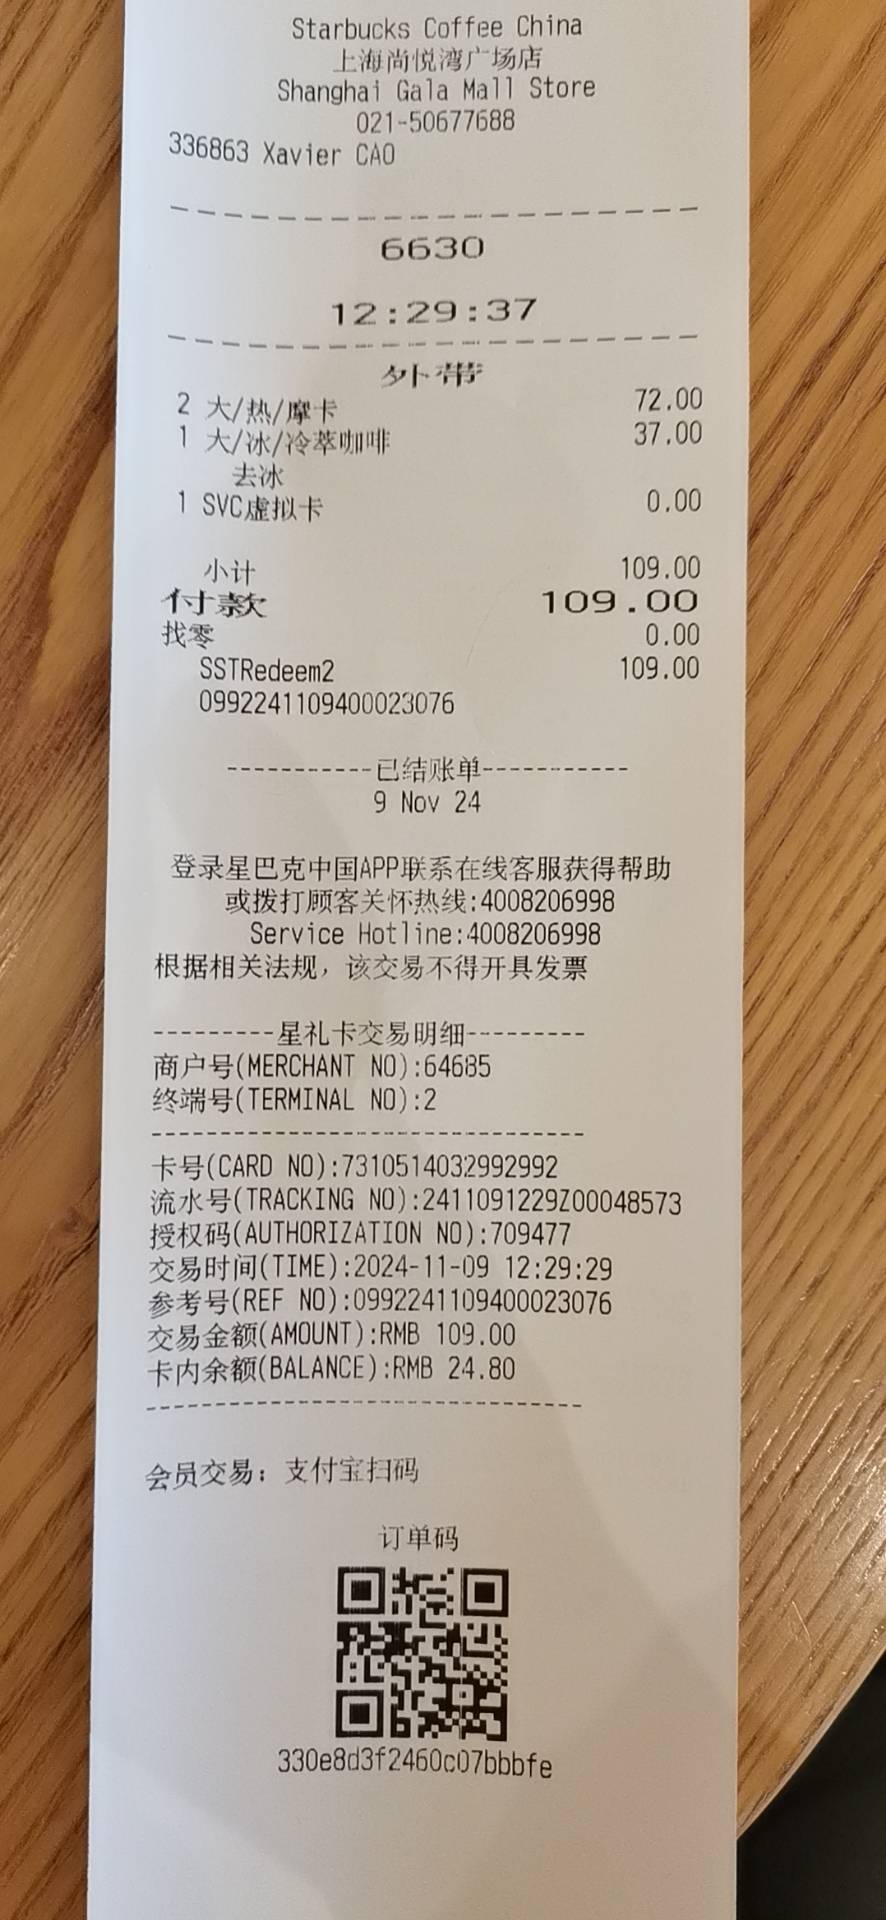 Starbucks Coffee China
上海尚悦湾广场店
Shanghai Gala Mall Store
021-50677688
336863 Xavier CAO
6630
12:29:37
外带
2 大/热/摩卡 72.00
1 大/冰/冷萃咖啡 37.00
去冰
1 SVC虚拟卡 0.00
小计 109.00
付款 109.00
找零 0.00
SSTRedeem2 109.00
0992241109400023076
-----------已结账单-----------
9 Nov 24
登录星巴克中国APP联系在线客服获得帮助
或拨打顾客关怀热线:4008206998
Service Hotline:4008206998
根据相关法规，该交易不得开具发票
---------星礼卡交易明细---------
商户号(MERCHANT NO):64685
终端号(TERMINAL NO):2
卡号(CARD NO):7310514032992992
流水号(TRACKING NO):2411091229Z00048573
授权码(AUTHORIZATION NO):709477
交易时间(TIME):2024-11-09 12:29:29
参考号(REF NO):0992241109400023076
交易金额(AMOUNT):RMB 109.00
卡内余额(BALANCE):RMB 24.80
会员交易：支付宝扫码
订单码
330e8d3f2460c07bbbfe